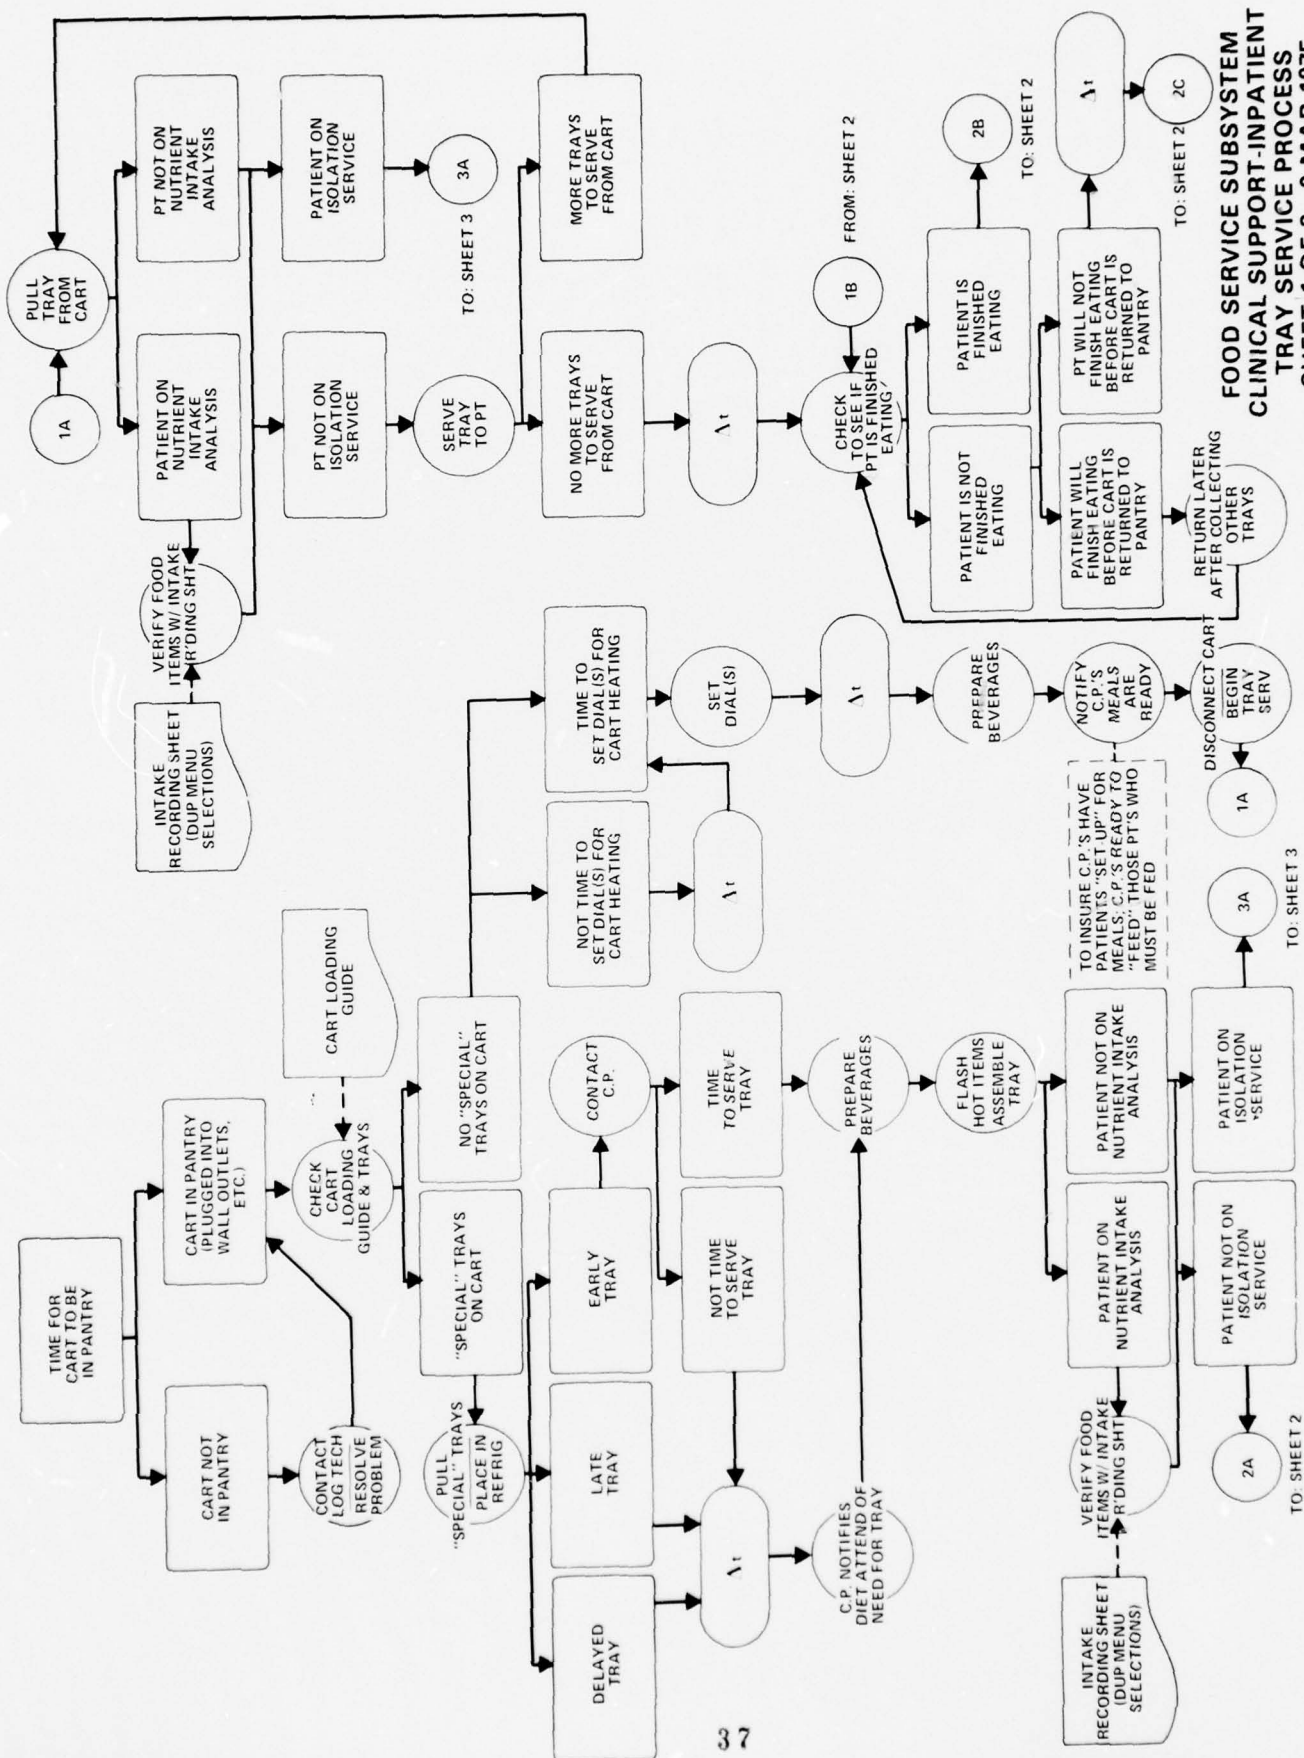 TIME FOR
CART TO BE
IN PANTRY
CART NOT
IN PANTRY
CART IN PANTRY
(PLUGGED INTO
WALL OUTLETS,
ETC.)
CONTACT
LOG TECH
RESOLVE
PROBLEM
CHECK
CART
LOADING
GUIDE & TRAYS
CART LOADING
GUIDE
"SPECIAL" TRAYS
ON CART
NO "SPECIAL"
TRAYS ON CART
PULL
"SPECIAL" TRAYS
PLACE IN
REFRIG
DELAYED
TRAY
LATE
TRAY
EARLY
TRAY
CONTACT
C.P.
NOT TIME
TO SERVE
TRAY
TIME
TO SERVE
TRAY
Δt
C.P. NOTIFIES
DIET ATTEND OF
NEED FOR TRAY
PREPARE
BEVERAGES
FLASH
HOT ITEMS
ASSEMBLE
TRAY
PATIENT ON
NUTRIENT INTAKE
ANALYSIS
PATIENT NOT ON
NUTRIENT INTAKE
ANALYSIS
INTAKE
RECORDING SHEET
(DUP MENU
SELECTIONS)
VERIFY FOOD
ITEMS W/ INTAKE
R'DING SHT
PATIENT NOT ON
ISOLATION
SERVICE
PATIENT ON
ISOLATION
SERVICE
2A
TO: SHEET 2
3A
TO: SHEET 3
NOT TIME TO
SET DIAL(S) FOR
CART HEATING
TIME TO
SET DIAL(S) FOR
CART HEATING
Δt
SET
DIAL(S)
Δt
PREPARE
BEVERAGES
NOTIFY
C.P.'S
MEALS
ARE
READY
TO INSURE C.P.'S HAVE
PATIENTS "SET-UP" FOR
MEALS; C.P.'S READY TO
"FEED" THOSE PT'S WHO
MUST BE FED
DISCONNECT CART
BEGIN
TRAY
SERV
1A
1A
PULL
TRAY
FROM
CART
PATIENT ON
NUTRIENT
INTAKE
ANALYSIS
PT NOT ON
NUTRIENT
INTAKE
ANALYSIS
INTAKE
RECORDING SHEET
(DUP MENU
SELECTIONS)
VERIFY FOOD
ITEMS W/ INTAKE
R'DING SHT
PT NOT ON
ISOLATION
SERVICE
PATIENT ON
ISOLATION
SERVICE
3A
TO: SHEET 3
SERVE
TRAY
TO PT
NO MORE TRAYS
TO SERVE
FROM CART
MORE TRAYS
TO SERVE
FROM CART
Δt
CHECK
TO SEE IF
PT IS FINISHED
EATING
1B
FROM: SHEET 2
PATIENT IS NOT
FINISHED
EATING
PATIENT IS
FINISHED
EATING
2B
TO: SHEET 2
PATIENT WILL
FINISH EATING
BEFORE CART IS
RETURNED TO
PANTRY
PT WILL NOT
FINISH EATING
BEFORE CART IS
RETURNED TO
PANTRY
Δt
2C
TO: SHEET 2
RETURN LATER
AFTER COLLECTING
OTHER
TRAYS
FOOD SERVICE SUBSYSTEM
CLINICAL SUPPORT-INPATIENT
TRAY SERVICE PROCESS
37